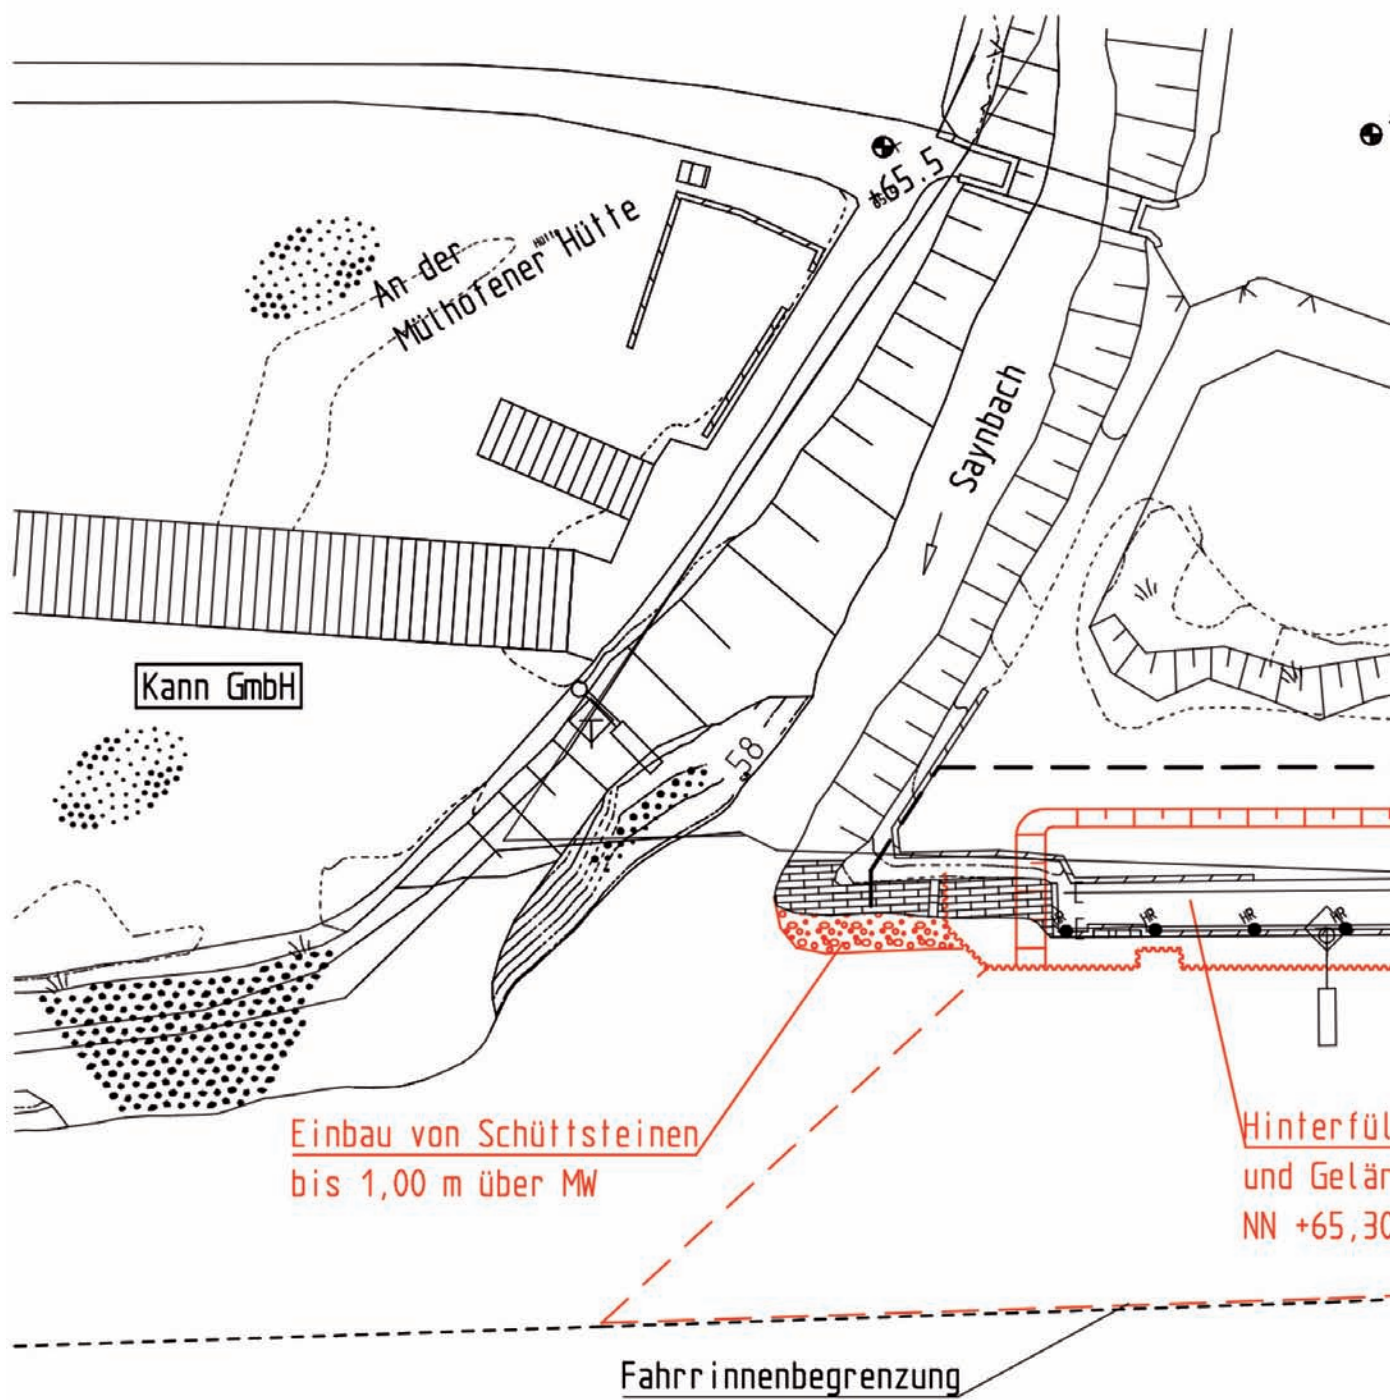 +65.5
An der
Hütte
Mülhofener Hütte
Saynbach
Kann GmbH
58
HR HR HR HR
Einbau von Schüttsteinen
bis 1,00 m über MW
Hinterfül
und Gelän
NN +65,30
Fahrrinnenbegrenzung